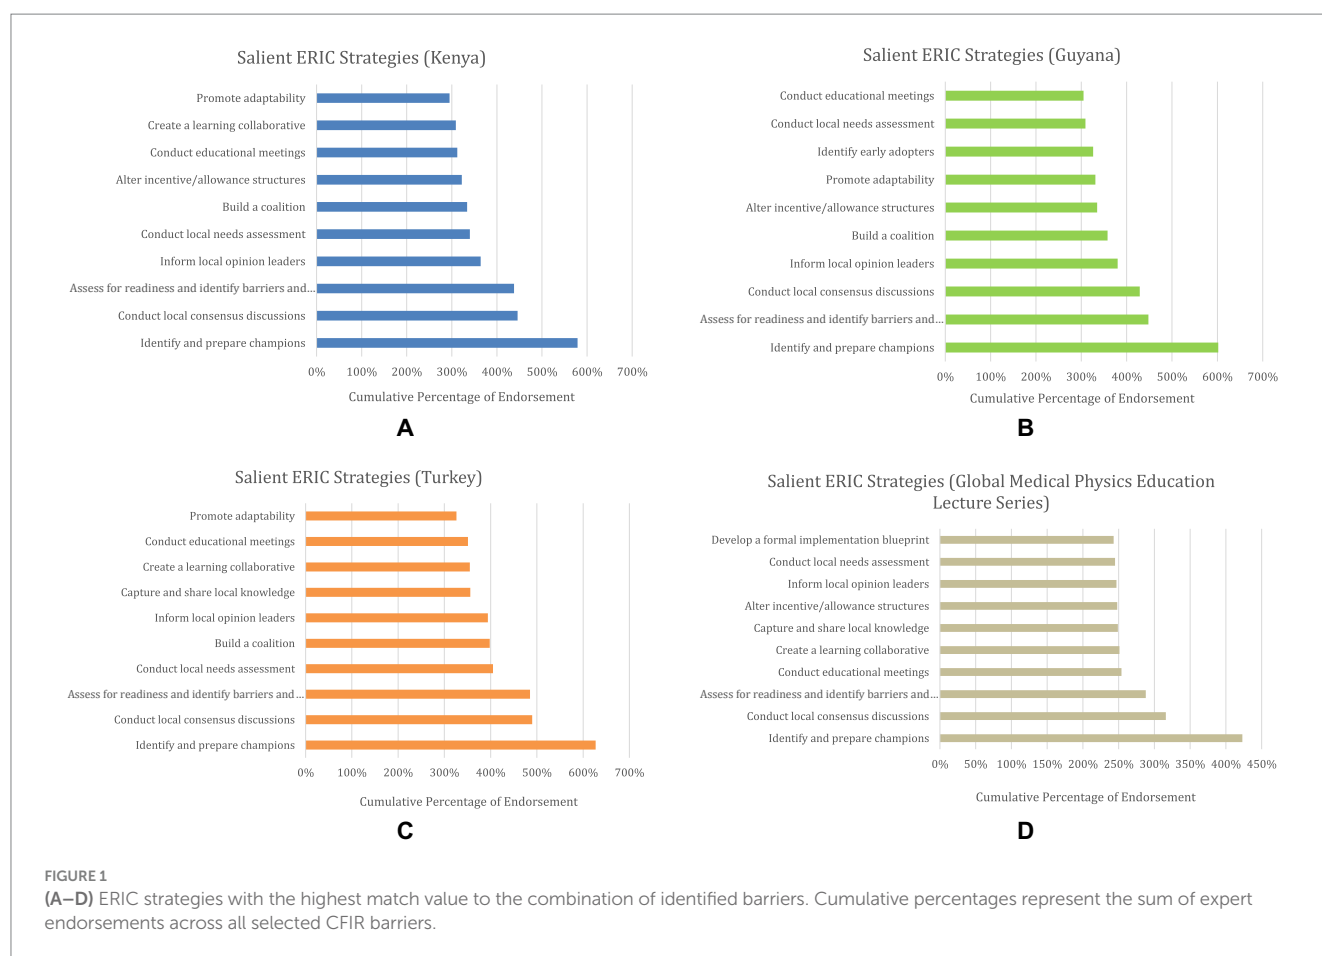 Salient ERIC Strategies (Kenya)
Promote adaptability
Create a learning collaborative
Conduct educational meetings
Alter incentive/allowance structures
Build a coalition
Conduct local needs assessment
Inform local opinion leaders
Assess for readiness and identify barriers and...
Conduct local consensus discussions
Identify and prepare champions
0% 100% 200% 300% 400% 500% 600% 700%
Cumulative Percentage of Endorsement
A
Salient ERIC Strategies (Guyana)
Conduct educational meetings
Conduct local needs assessment
Identify early adopters
Promote adaptability
Alter incentive/allowance structures
Build a coalition
Inform local opinion leaders
Conduct local consensus discussions
Assess for readiness and identify barriers and...
Identify and prepare champions
0% 100% 200% 300% 400% 500% 600% 700%
Cumulative Percentage of Endorsement
B
Salient ERIC Strategies (Turkey)
Promote adaptability
Conduct educational meetings
Create a learning collaborative
Capture and share local knowledge
Inform local opinion leaders
Build a coalition
Conduct local needs assessment
Assess for readiness and identify barriers and ...
Conduct local consensus discussions
Identify and prepare champions
0% 100% 200% 300% 400% 500% 600% 700%
Cumulative Percentage of Endorsement
C
Salient ERIC Strategies (Global Medical Physics Education
Lecture Series)
Develop a formal implementation blueprint
Conduct local needs assessment
Inform local opinion leaders
Alter incentive/allowance structures
Capture and share local knowledge
Create a learning collaborative
Conduct educational meetings
Assess for readiness and identify barriers and...
Conduct local consensus discussions
Identify and prepare champions
0% 50% 100% 150% 200% 250% 300% 350% 400% 450%
Cumulative Percentage of Endorsement
D
FIGURE 1
(A–D) ERIC strategies with the highest match value to the combination of identified barriers. Cumulative percentages represent the sum of expert
endorsements across all selected CFIR barriers.